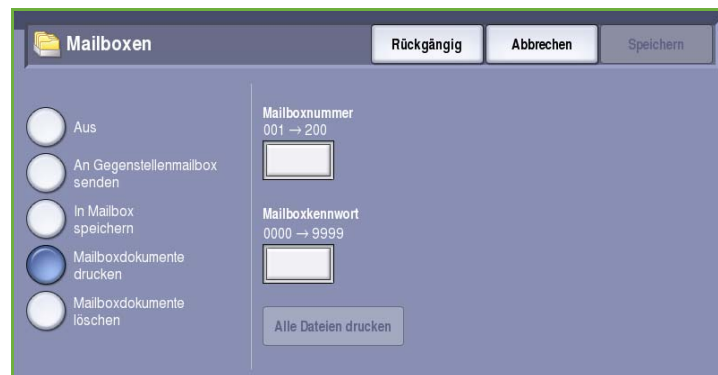 Mailboxen
Rückgängig
Abbrechen
Speichern
Aus
An Gegenstellenmailbox
senden
In Mailbox
speichern
Mailboxdokumente
drucken
Mailboxdokumente
löschen
Mailboxnummer
001 → 200
Mailboxkennwort
0000 → 9999
Alle Dateien drucken